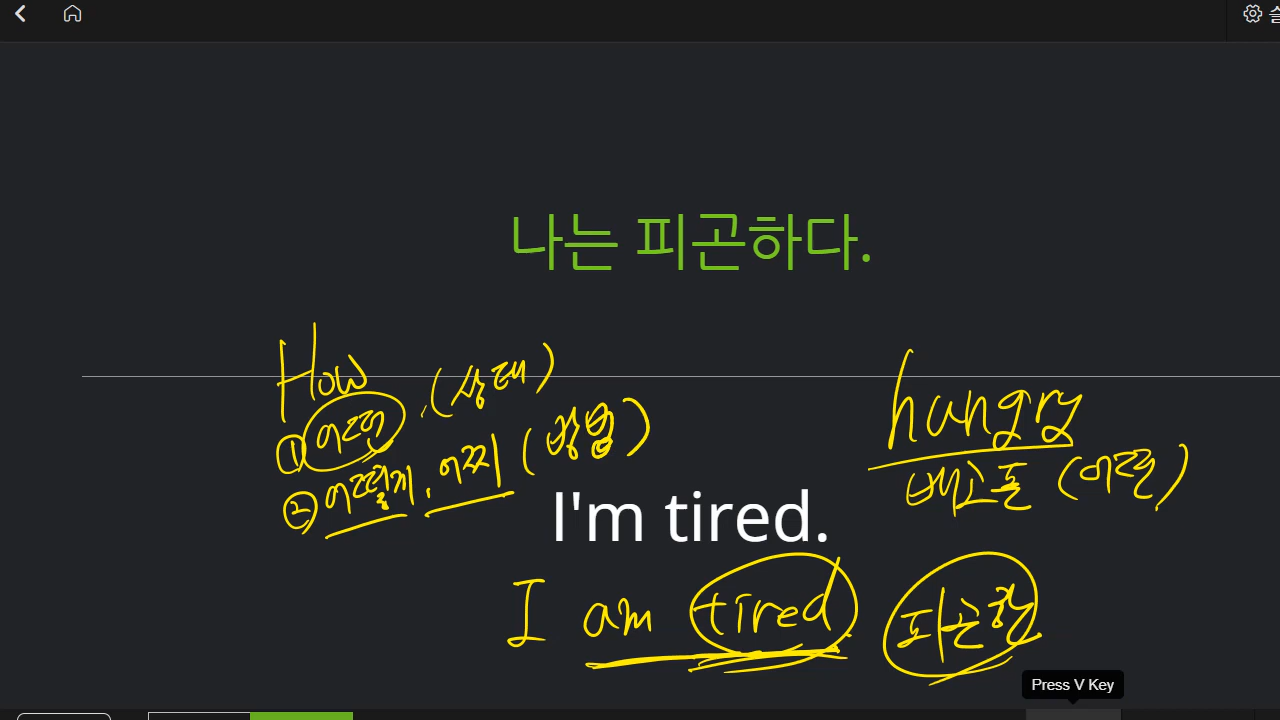 나는 피곤하다.
How
① 어떤, (상태)
② 어떻게, 어찌 (방법)
hungry
배고픈 (어떤)
I'm tired.
I am tired 피곤한
Press V Key